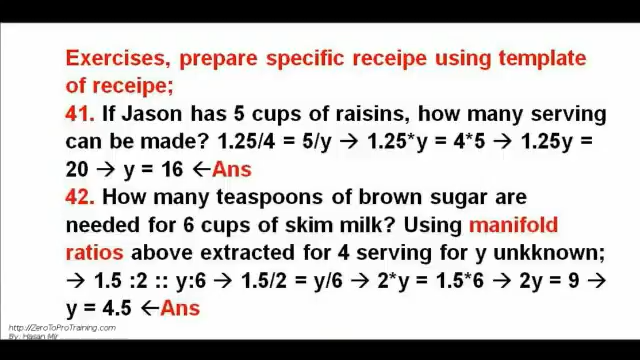 Exercises, prepare specific receipe using template
of receipe;
41. If Jason has 5 cups of raisins, how many serving
can be made? 1.25/4 = 5/y → 1.25*y = 4*5 → 1.25y =
20 → y = 16 ←Ans
42. How many teaspoons of brown sugar are
needed for 6 cups of skim milk? Using manifold
ratios above extracted for 4 serving for y unkknown;
→ 1.5 :2 :: y:6 → 1.5/2 = y/6 → 2*y = 1.5*6 → 2y = 9 →
y = 4.5 ←Ans
http://ZeroToProTraining.com
By: Hasan Mir